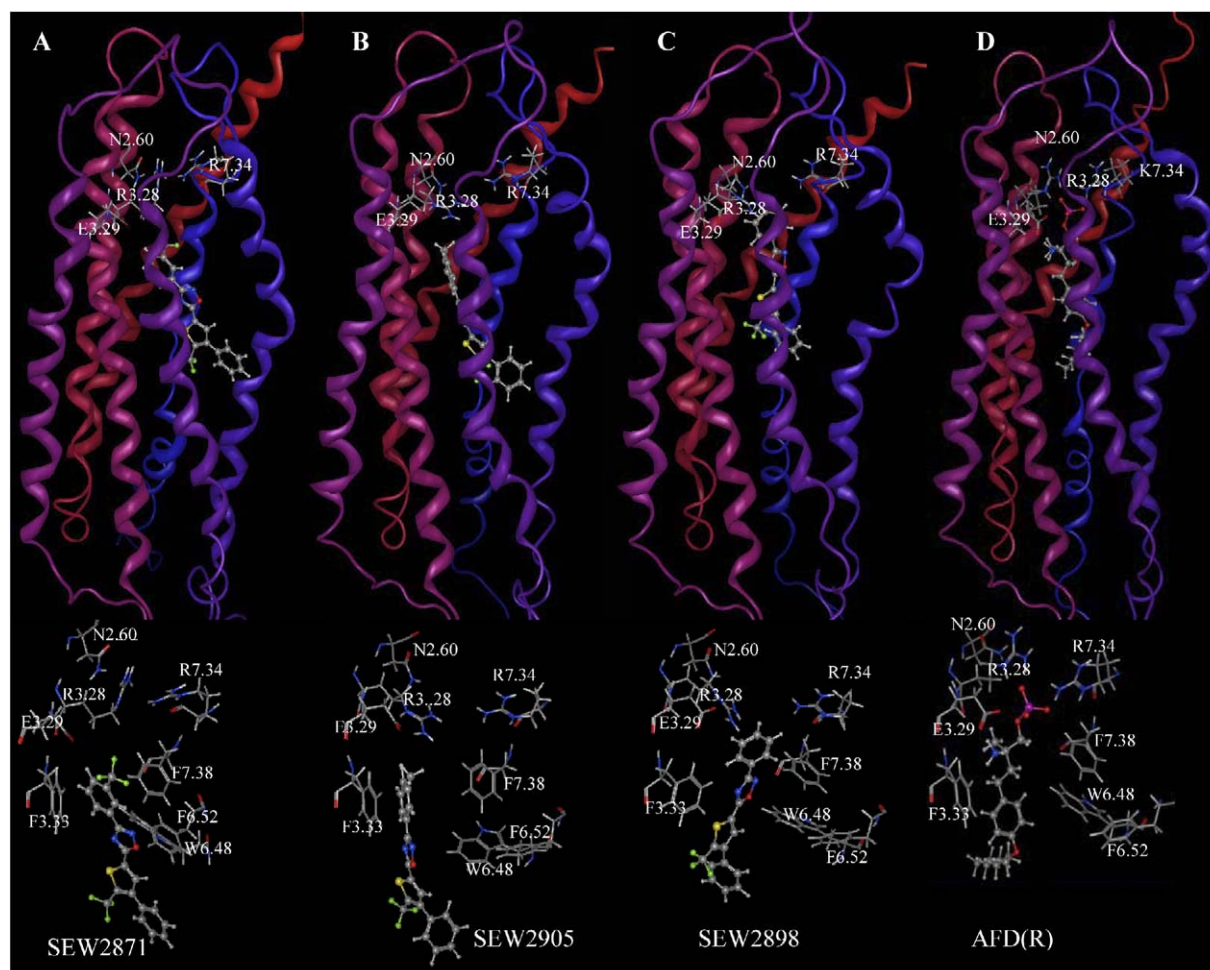 A
B
C
D
N2.60
R7.34
R3.28
E3.29
N2.60
R7.34
R3.28
E3.29
N2.60
R7.34
R3.28
E3.29
N2.60
K7.34
R3.28
E3.29
N2.60
R7.34
R3.28
E3.29
F7.38
F3.33
F6.52
W6.48
SEW2871
N2.60
R7.34
R3..28
E3.29
F7.38
F3.33
F6.52
W6.48
SEW2905
N2.60
R7.34
R3.28
E3.29
F7.38
F3.33
W6.48
F6.52
SEW2898
N2.60
R7.34
R3.28
E3.29
F7.38
F3.33
W6.48
F6.52
AFD(R)